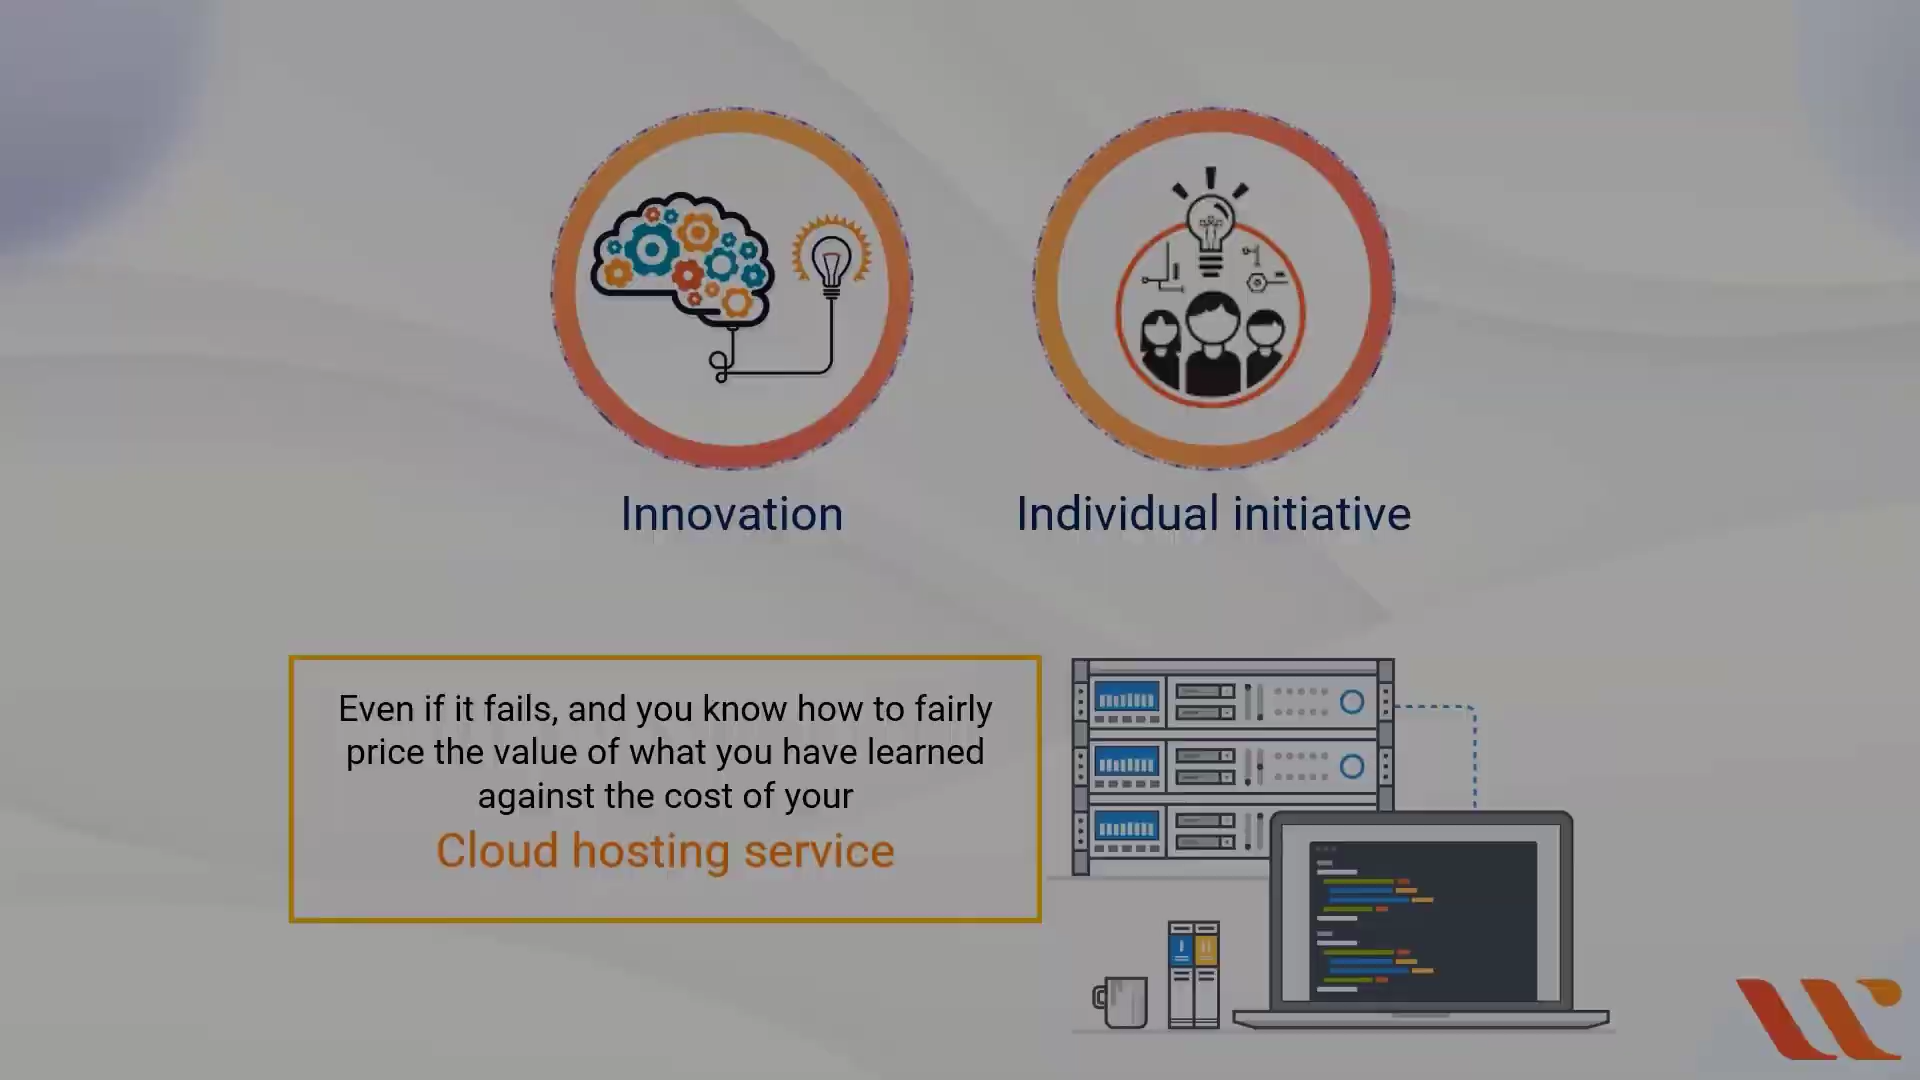 Innovation
Individual initiative
Even if it fails, and you know how to fairly
price the value of what you have learned
against the cost of your
Cloud hosting service